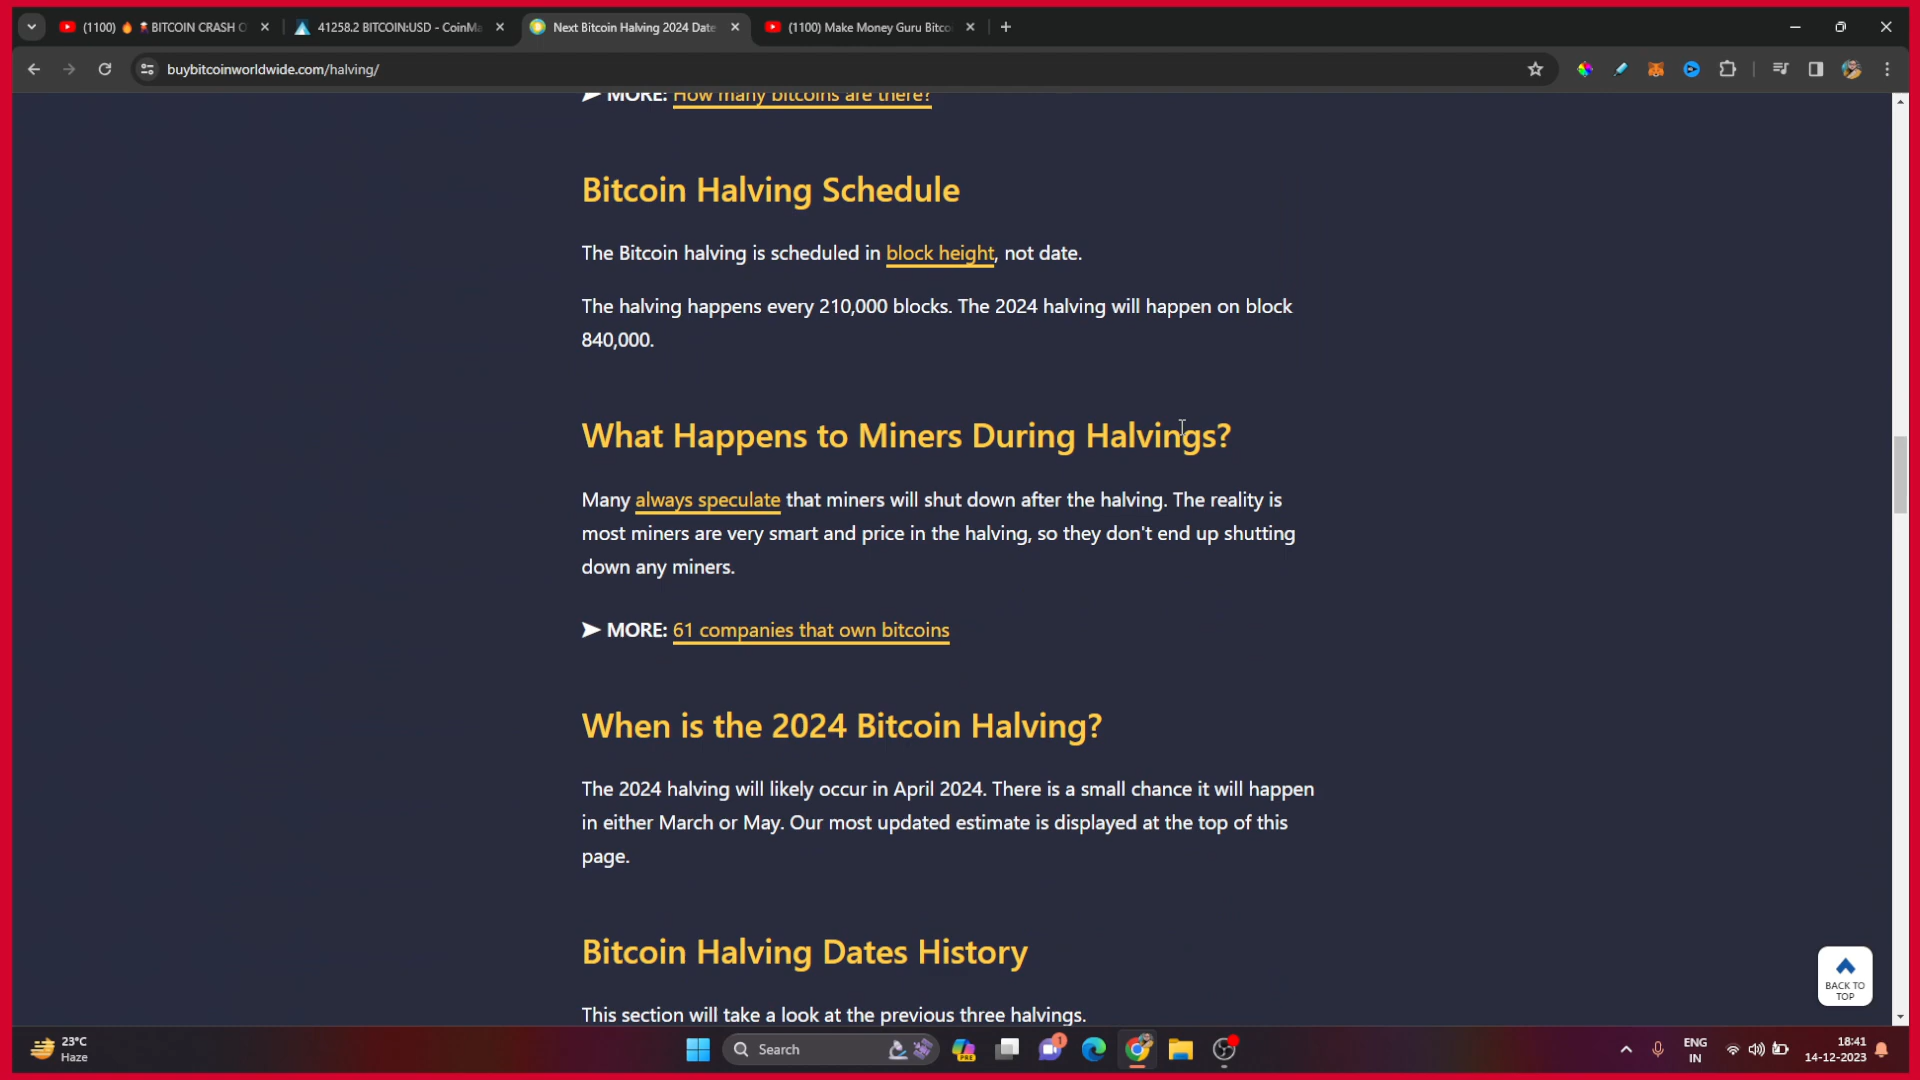 (1100) 🔥 BITCOIN CRASH O
41258.2 BITCOIN:USD - CoinMa
Next Bitcoin Halving 2024 Date
(1100) Make Money Guru Bitco
buybitcoinworldwide.com/halving/
➤ MORE: How many bitcoins are there?
Bitcoin Halving Schedule
The Bitcoin halving is scheduled in block height, not date.
The halving happens every 210,000 blocks. The 2024 halving will happen on block
840,000.
What Happens to Miners During Halvings?
Many always speculate that miners will shut down after the halving. The reality is
most miners are very smart and price in the halving, so they don't end up shutting
down any miners.
➤ MORE: 61 companies that own bitcoins
When is the 2024 Bitcoin Halving?
The 2024 halving will likely occur in April 2024. There is a small chance it will happen
in either March or May. Our most updated estimate is displayed at the top of this
page.
Bitcoin Halving Dates History
This section will take a look at the previous three halvings.
BACK TO
TOP
23°C
Haze
Search
PRE
1
ENG
IN
18:41
14-12-2023